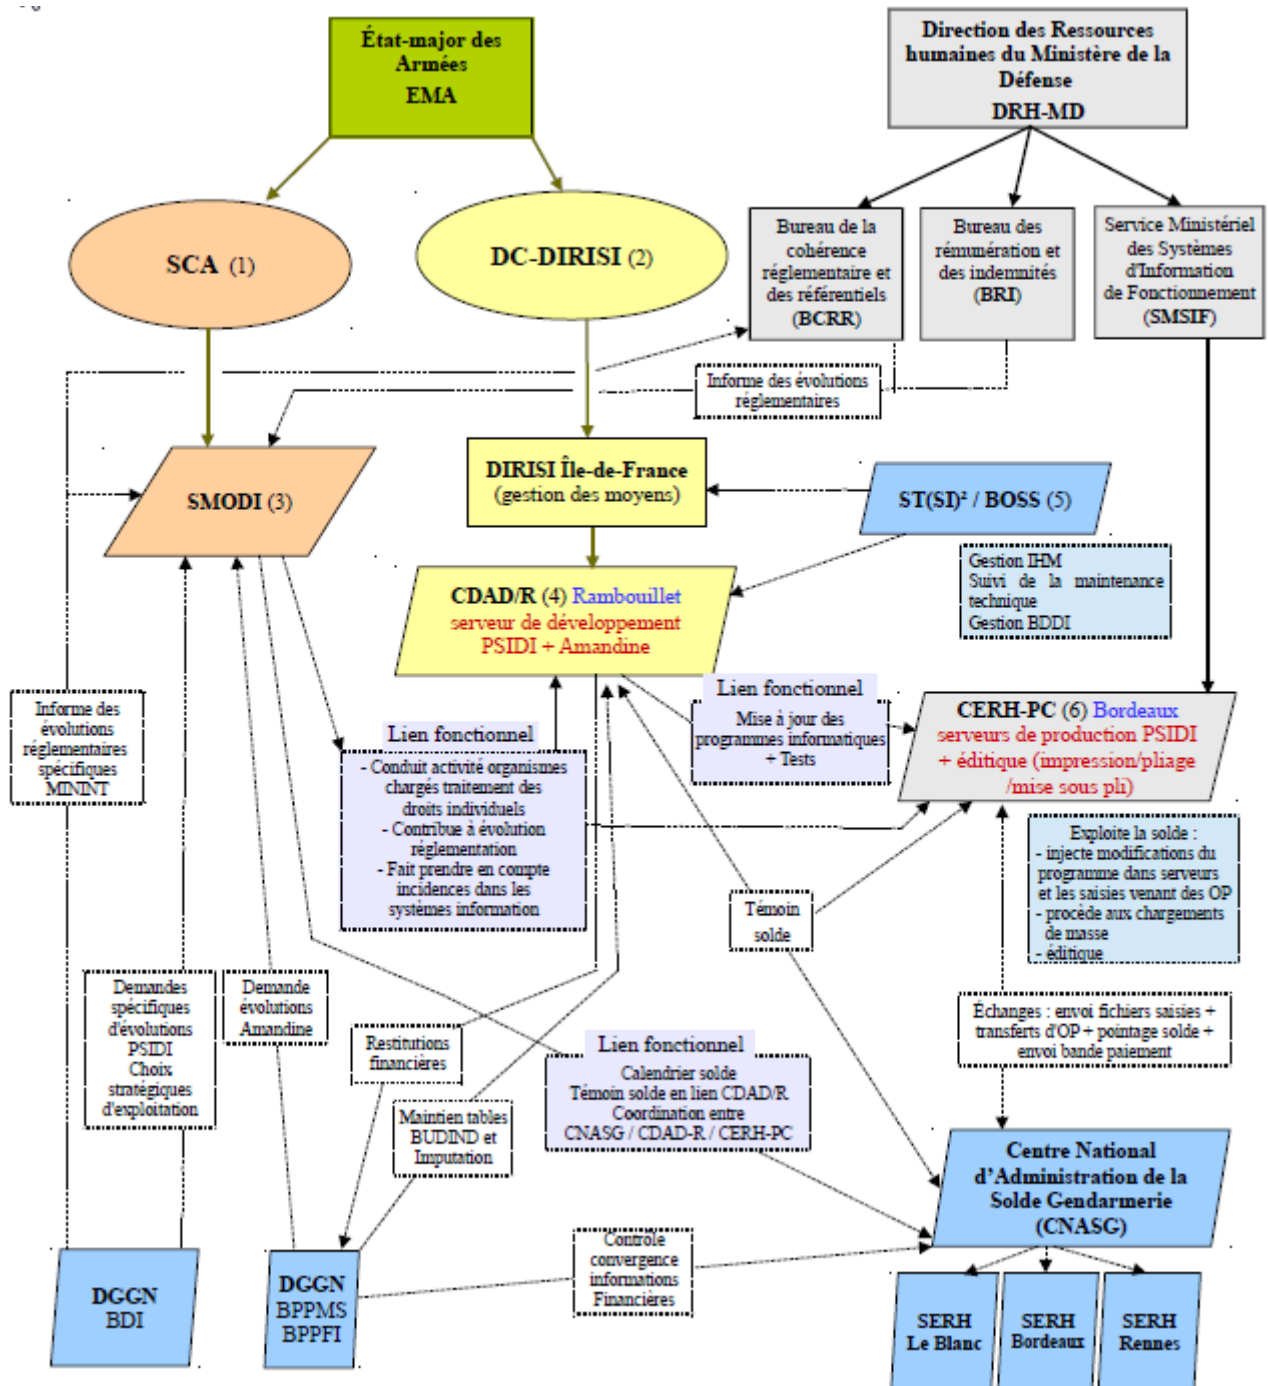 État-major des
Armées
EMA
Direction des Ressources
humaines du Ministère de la
Défense
DRH-MD
SCA (1)
DC-DIRISI (2)
Bureau de la
cohérence
réglementaire et
des référentiels
(BCRR)
Bureau des
rémunération et
des indemnités
(BRI)
Service Ministériel
des Systèmes
d'Information
de Fonctionnement
(SMSIF)
Informe des évolutions
réglementaires
SMODI (3)
DIRISI Île-de-France
(gestion des moyens)
ST(SI)² / BOSS (5)
Gestion IHM
Suivi de la maintenance
technique
Gestion BDDI
CDAD/R (4) Rambouillet
serveur de développement
PSIDI + Amandine
Informe des
évolutions
réglementaires
spécifiques
MININT
Lien fonctionnel
- Conduit activité organismes
chargés traitement des
droits individuels
- Contribue à évolution
réglementation
- Fait prendre en compte
incidences dans les
systèmes information
Lien fonctionnel
Mise à jour des
programmes informatiques
+ Tests
CERH-PC (6) Bordeaux
serveurs de production PSIDI
+ éditique (impression/pliage
/mise sous pli)
Exploite la solde :
- injecte modifications du
programme dans serveurs
et les saisies venant des OP
- procède aux chargements
de masse
- éditique
Témoin
solde
Demandes
spécifiques
d'évolutions
PSIDI
Choix
stratégiques
d'exploitation
Demande
évolutions
Amandine
Restitutions
financières
Maintien tables
BUDIND et
Imputation
Lien fonctionnel
Calendrier solde
Témoin solde en lien CDAD/R
Coordination entre
CNASG / CDAD-R / CERH-PC
Échanges : envoi fichiers saisies +
transferts d'OP + pointage solde +
envoi bande paiement
Centre National
d'Administration de la
Solde Gendarmerie
(CNASG)
Contrôle
convergence
informations
Financières
DGGN
BDI
DGGN
BPPMS
BPPFI
SERH
Le Blanc
SERH
Bordeaux
SERH
Rennes